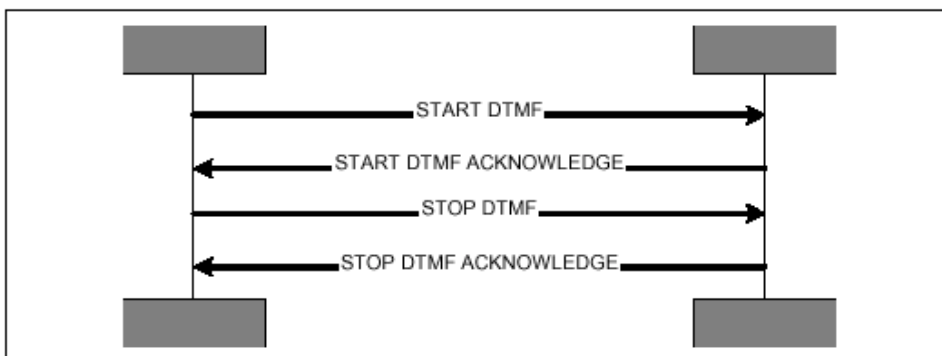 START DTMF
START DTMF ACKNOWLEDGE
STOP DTMF
STOP DTMF ACKNOWLEDGE